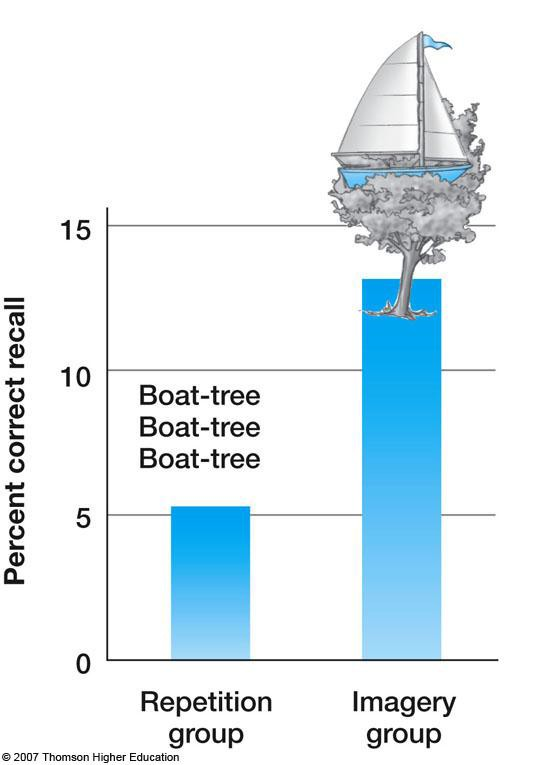 Percent correct recall
15
10
5
0
Boat-tree
Boat-tree
Boat-tree
Repetition
group
Imagery
group
© 2007 Thomson Higher Education